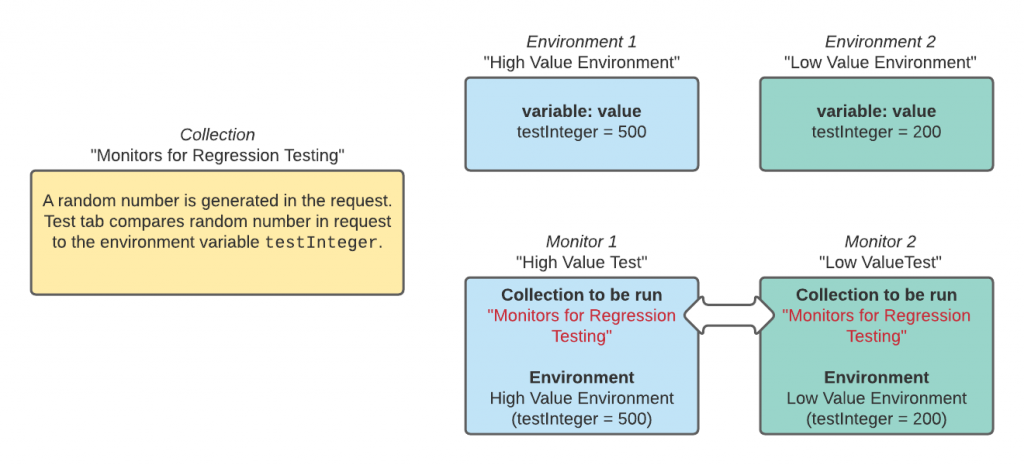 Collection
"Monitors for Regression Testing"
A random number is generated in the request.
Test tab compares random number in request
to the environment variable testInteger.
Environment 1
"High Value Environment"
variable: value
testInteger = 500
Environment 2
"Low Value Environment"
variable: value
testInteger = 200
Monitor 1
"High Value Test"
Collection to be run
"Monitors for Regression
Testing"
Environment
High Value Environment
(testInteger = 500)
Monitor 2
"Low ValueTest"
Collection to be run
"Monitors for Regression
Testing"
Environment
Low Value Environment
(testInteger = 200)